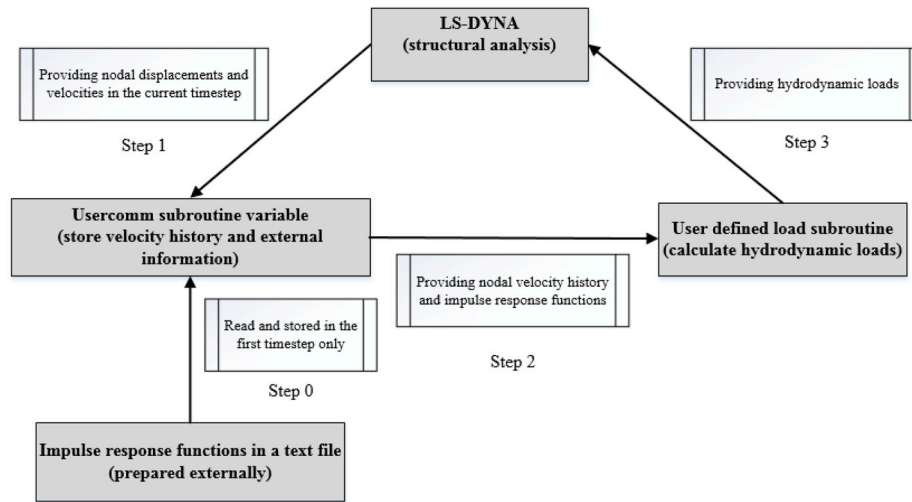 LS-DYNA
(structural analysis)
Providing nodal displacements and
velocities in the current timestep
Step 1
Providing hydrodynamic loads
Step 3
Usercomm subroutine variable
(store velocity history and external
information)
User defined load subroutine
(calculate hydrodynamic loads)
Providing nodal velocity history
and impulse response functions
Step 2
Read and stored in the
first timestep only
Step 0
Impulse response functions in a text file
(prepared externally)